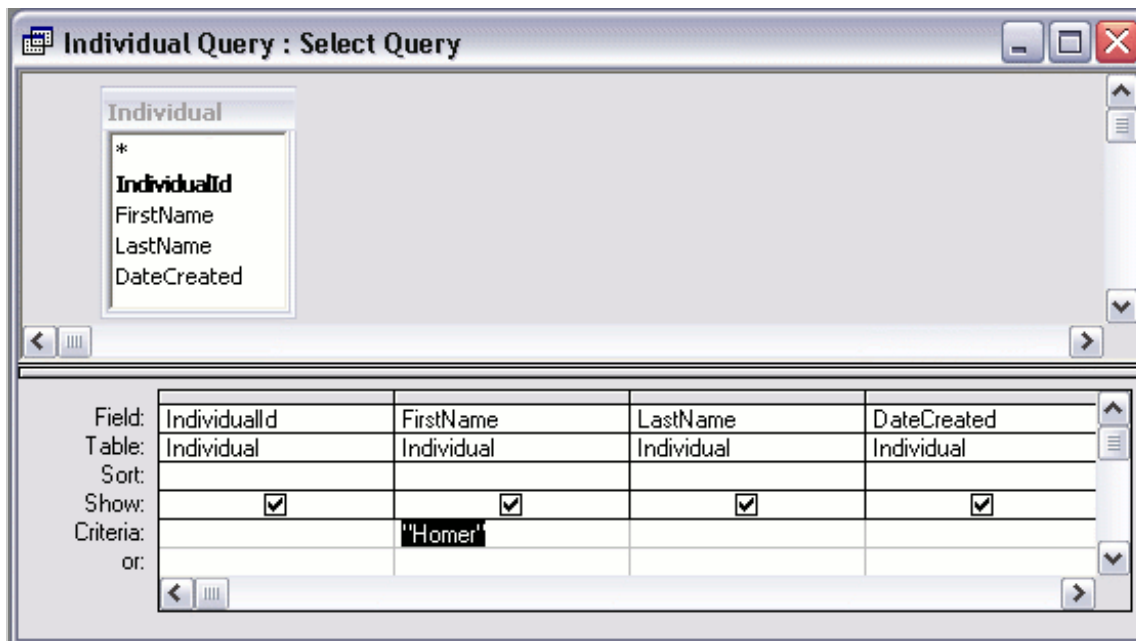 Individual Query : Select Query
Individual
*
IndividualId
FirstName
LastName
DateCreated
Field: IndividualId FirstName LastName DateCreated
Table: Individual Individual Individual Individual
Sort:
Show:
Criteria: "Homer"
or: